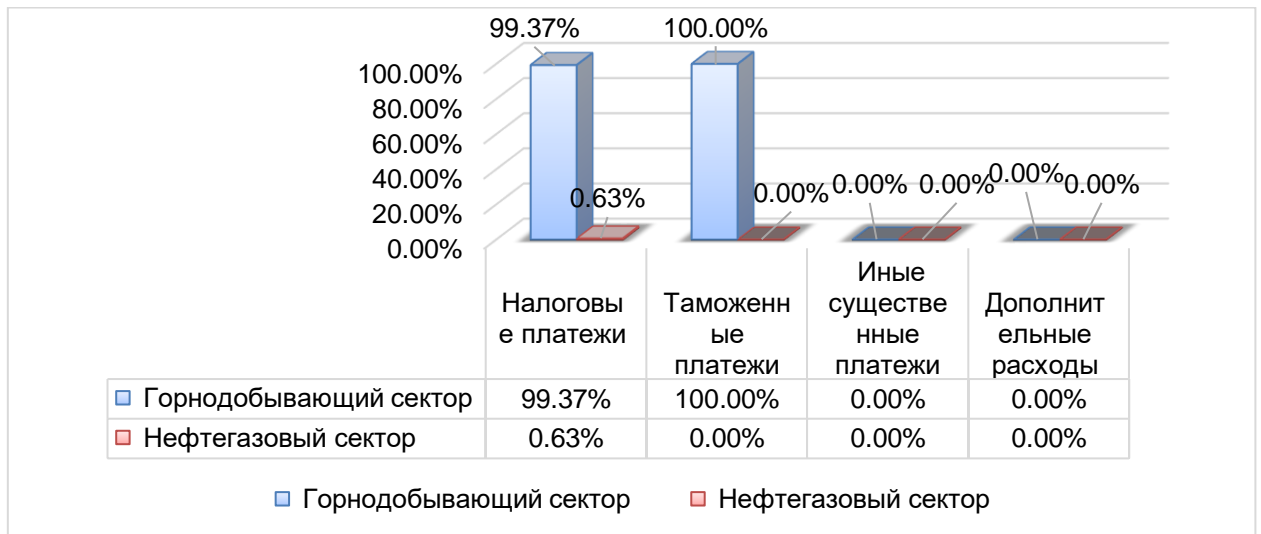 99.37% 100.00%
100.00%
80.00%
60.00%
40.00%
20.00%
0.00%
0.63% 0.00% 0.00% 0.00% 0.00% 0.00%
Налоговы
е платежи
Таможенн
ые
платежи
Иные
существе
нные
платежи
Дополнит
ельные
расходы
Горнодобывающий сектор 99.37% 100.00% 0.00% 0.00%
Нефтегазовый сектор 0.63% 0.00% 0.00% 0.00%
Горнодобывающий сектор Нефтегазовый сектор